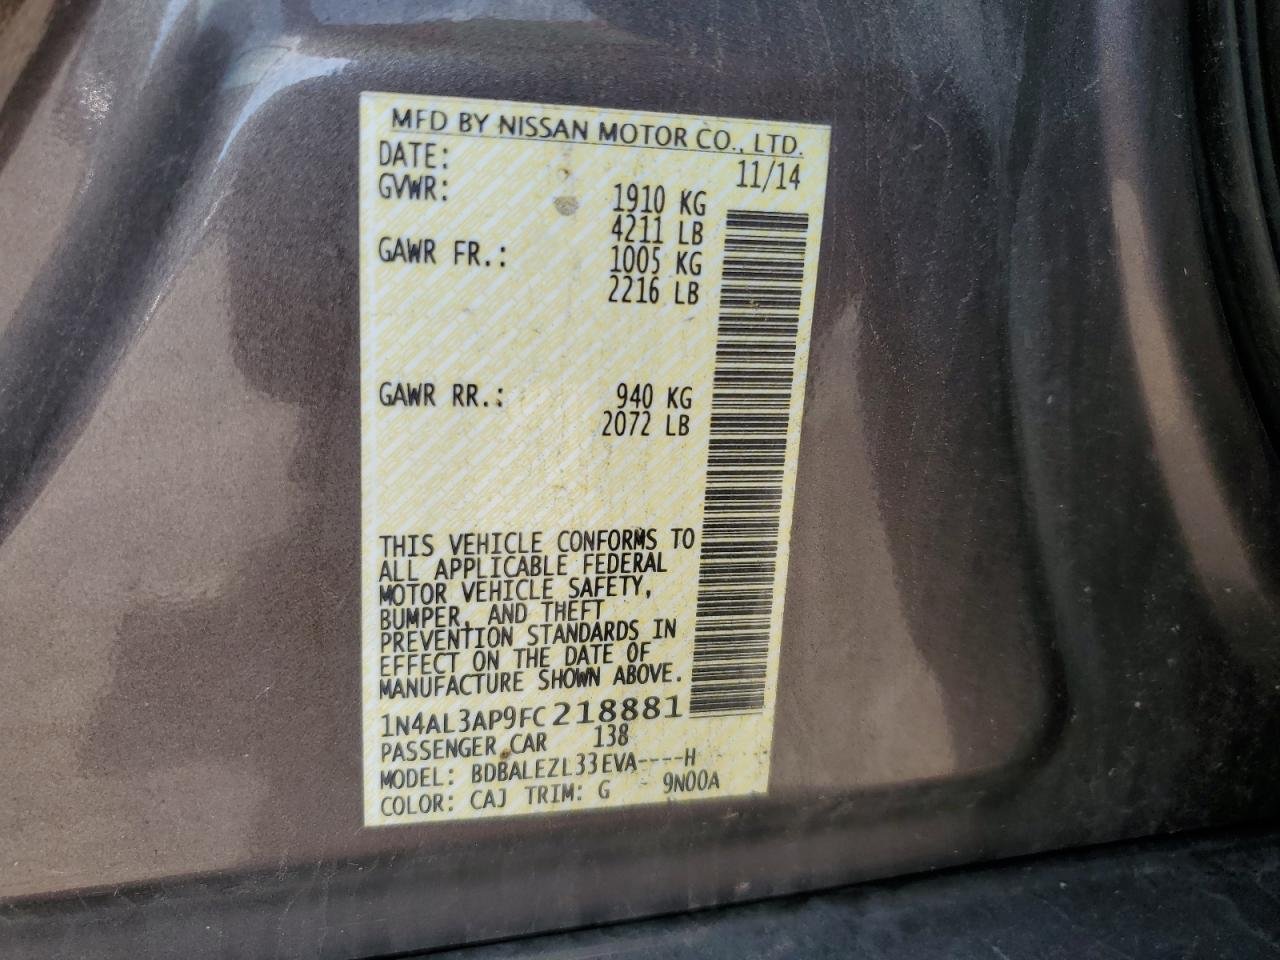 MFD BY NISSAN MOTOR CO., LTD.
DATE: 11/14
GVWR: 1910 KG
4211 LB
GAWR FR.: 1005 KG
2216 LB
GAWR RR.: 940 KG
2072 LB
THIS VEHICLE CONFORMS TO
ALL APPLICABLE FEDERAL
MOTOR VEHICLE SAFETY,
BUMPER, AND THEFT
PREVENTION STANDARDS IN
EFFECT ON THE DATE OF
MANUFACTURE SHOWN ABOVE.
1N4AL3AP9FC218881
PASSENGER CAR 138
MODEL: BDBALEZL33EVA----H
COLOR: CAJ TRIM: G 9N00A